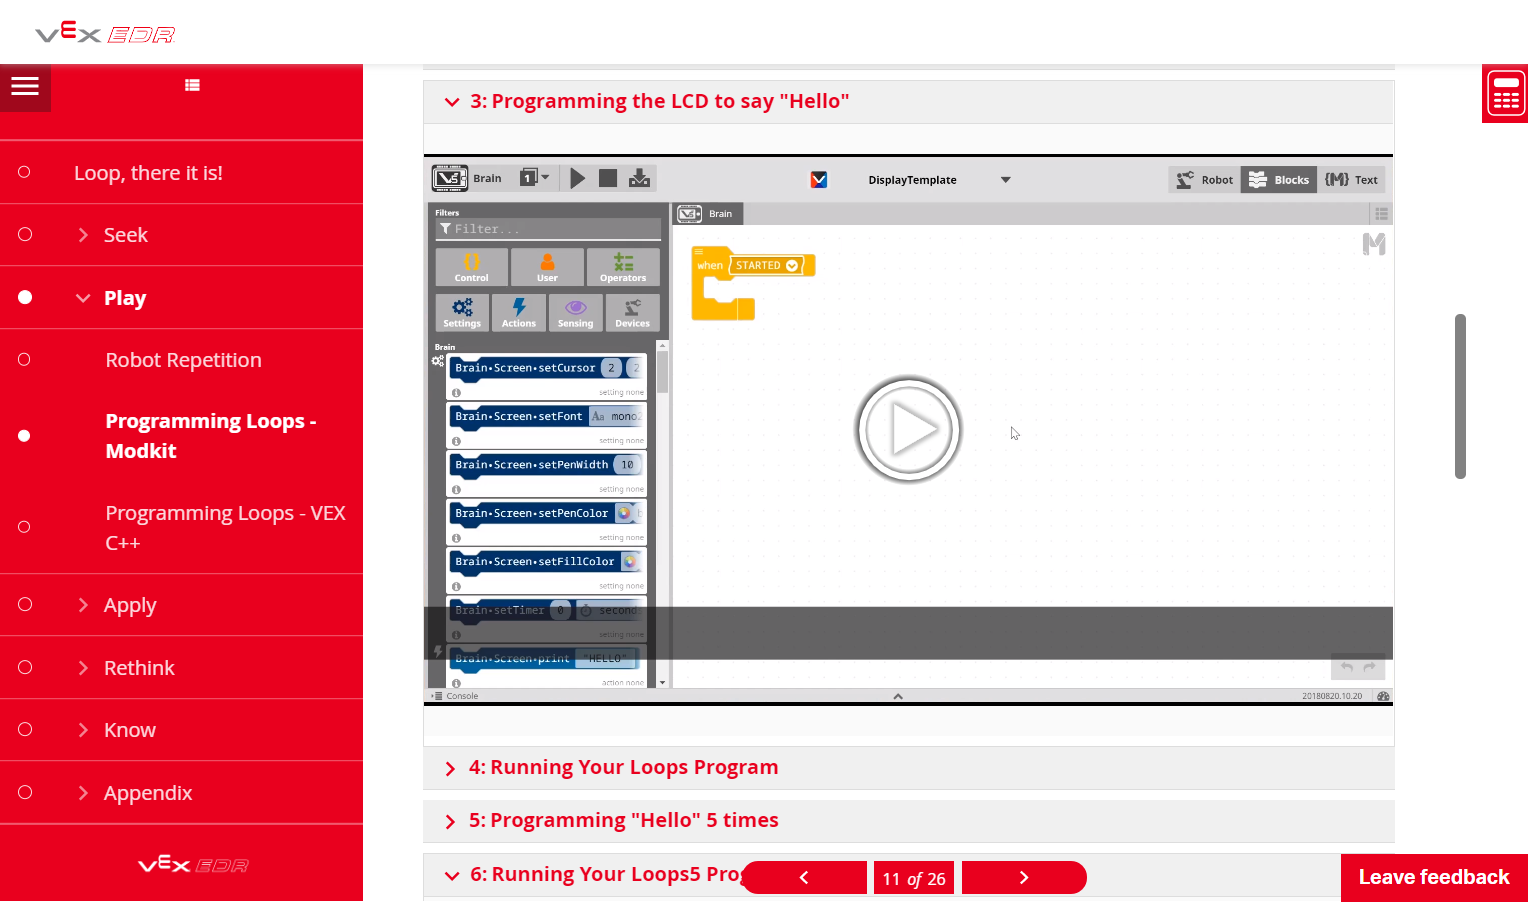 VEX EDR
Loop, there it is!
Seek
Play
Robot Repetition
Programming Loops -
Modkit
Programming Loops - VEX
C++
Apply
Rethink
Know
Appendix
VEX EDR
3: Programming the LCD to say "Hello"
Brain
1
DisplayTemplate
Robot
Blocks
{M} Text
Filters
Filter...
Brain
Control
User
Operators
Settings
Actions
Sensing
Devices
when STARTED
Brain
Brain•Screen•setCursor 2 2
setting none
Brain•Screen•setFont Aa mono
setting none
Brain•Screen•setPenWidth 10
setting none
Brain•Screen•setPenColor
setting none
Brain•Screen•setFillColor
setting none
Brain•setTimer 0 second
setting none
Brain•Screen•print "HELLO"
action none
Console
20180820.10.20
4: Running Your Loops Program
5: Programming "Hello" 5 times
6: Running Your Loops5
11 of 26
Leave feedback